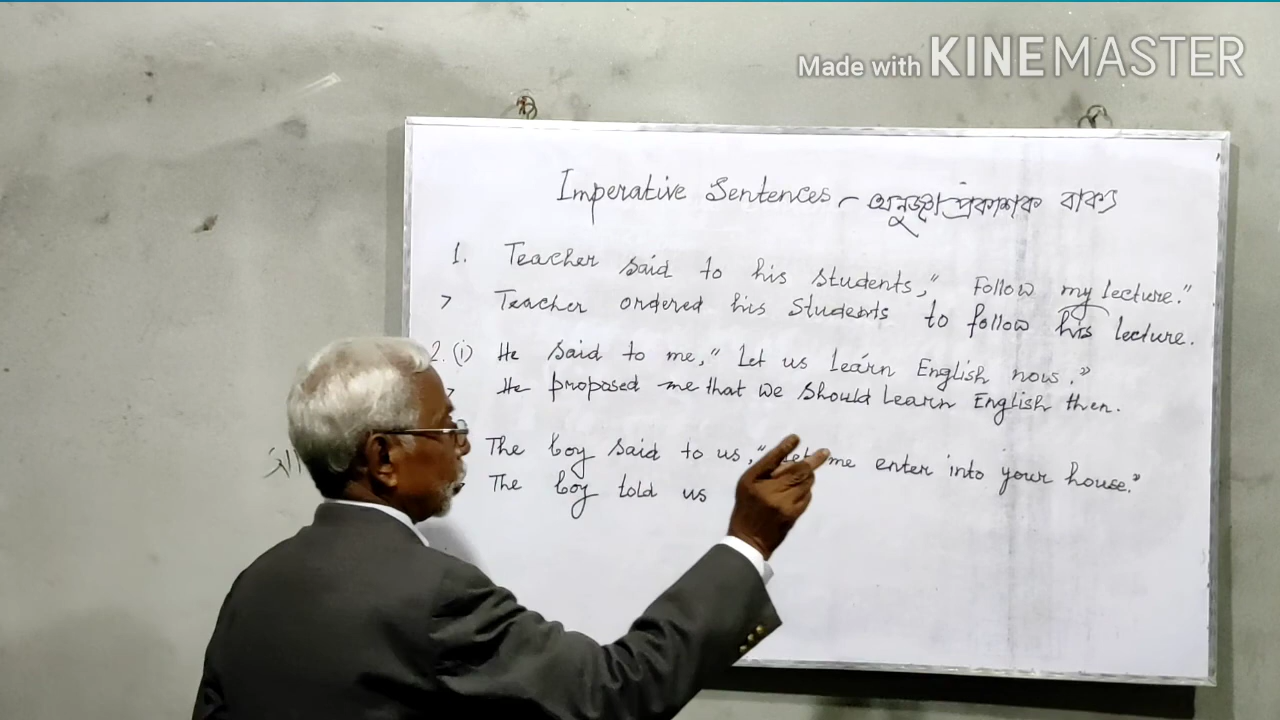 Made with KINEMASTER
Imperative Sentences - অনুজ্ঞা প্রকাশক বাক্য
1. Teacher said to his students," Follow my lecture."
> Teacher ordered his Students to follow his lecture.
2. (i) He said to me," Let us learn English now."
> He proposed me that we should Learn English then.
The boy said to us," Let me enter into your house."
The boy told us